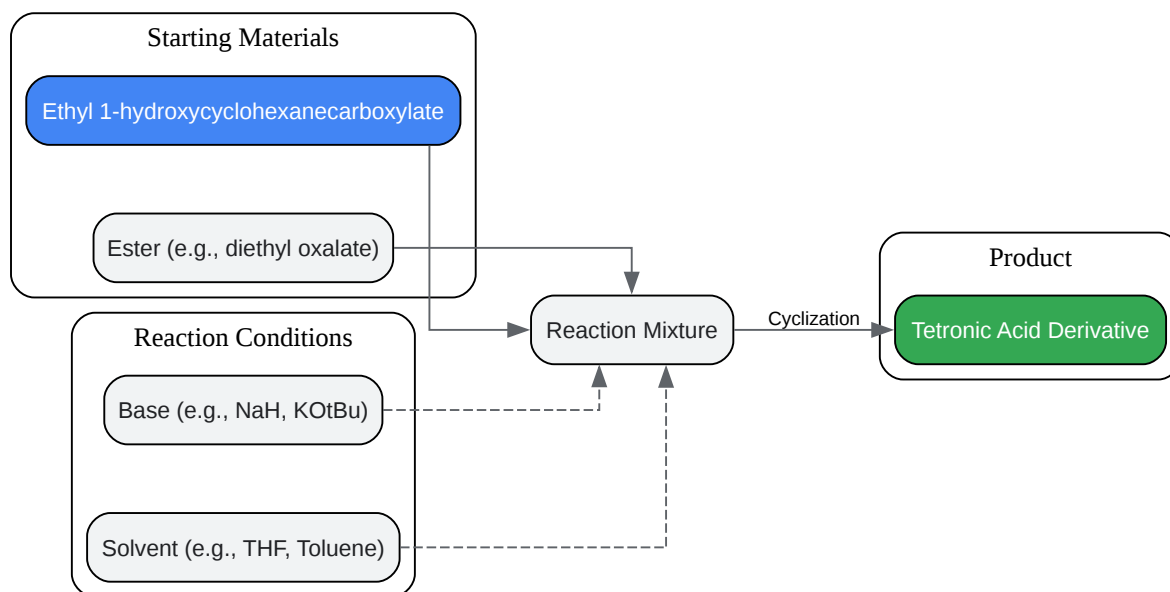 Starting Materials
Ethyl 1-hydroxycyclohexanecarboxylate
Ester (e.g., diethyl oxalate)
Reaction Conditions
Base (e.g., NaH, KOtBu)
Solvent (e.g., THF, Toluene)
Reaction Mixture
Cyclization
Product
Tetronic Acid Derivative